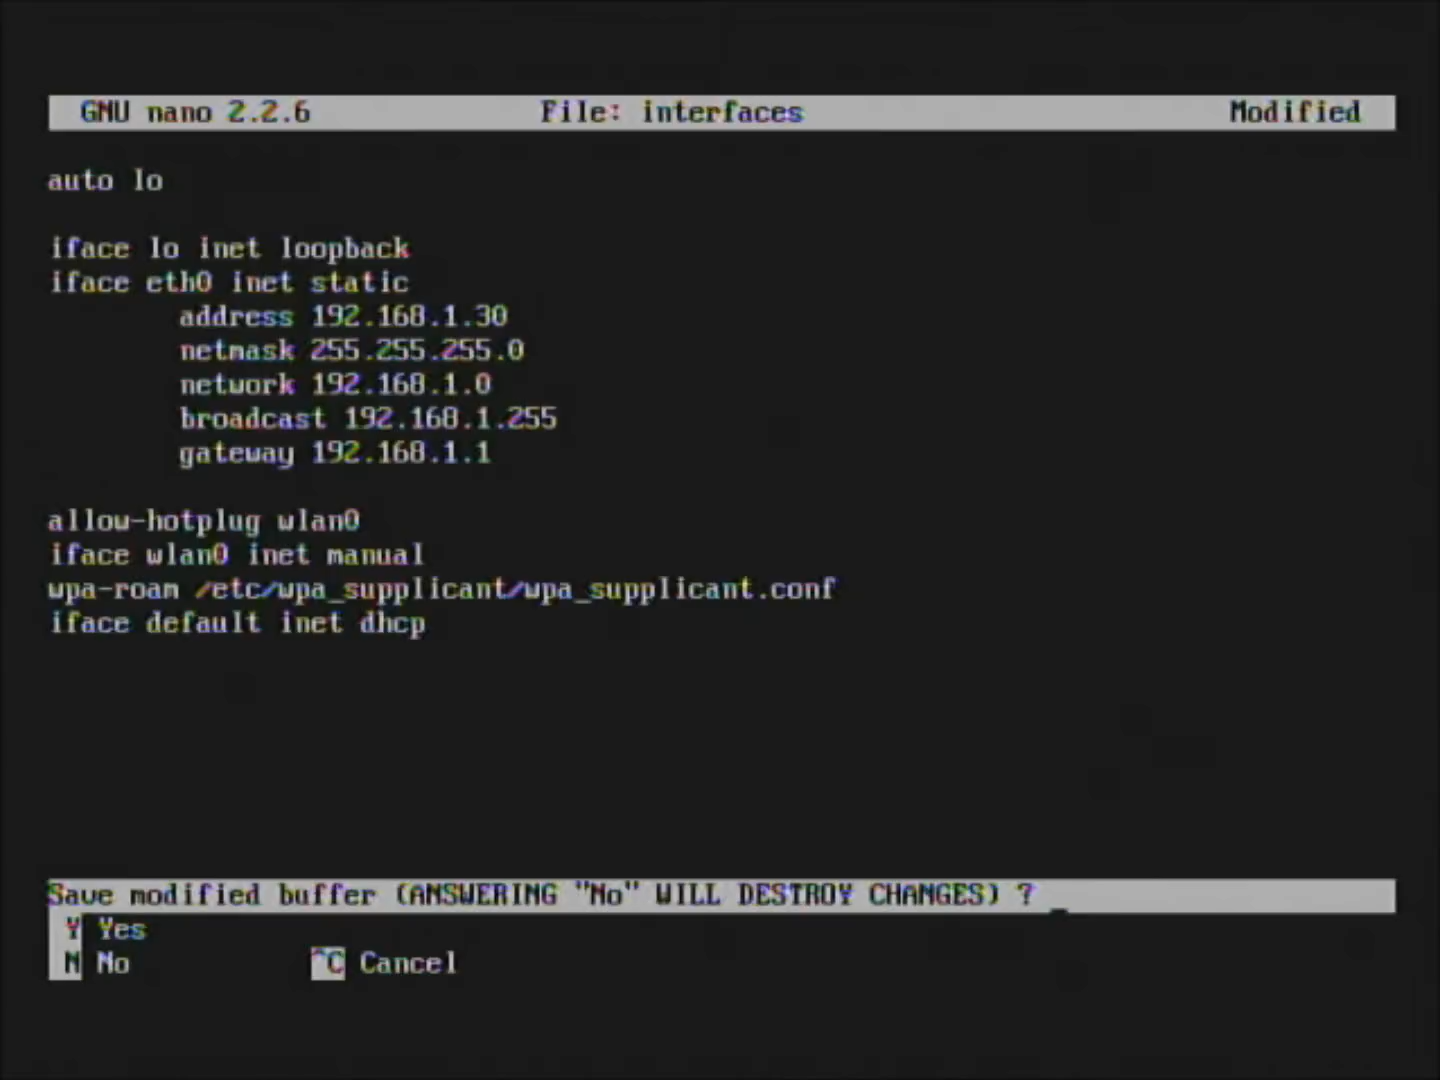 GNU nano 2.2.6 File: interfaces Modified
auto lo
iface lo inet loopback
iface eth0 inet static
address 192.168.1.30
netmask 255.255.255.0
network 192.168.1.0
broadcast 192.168.1.255
gateway 192.168.1.1
allow-hotplug wlan0
iface wlan0 inet manual
wpa-roam /etc/wpa_supplicant/wpa_supplicant.conf
iface default inet dhcp
Save modified buffer (ANSWERING "No" WILL DESTROY CHANGES) ?
Y Yes
N No ^C Cancel